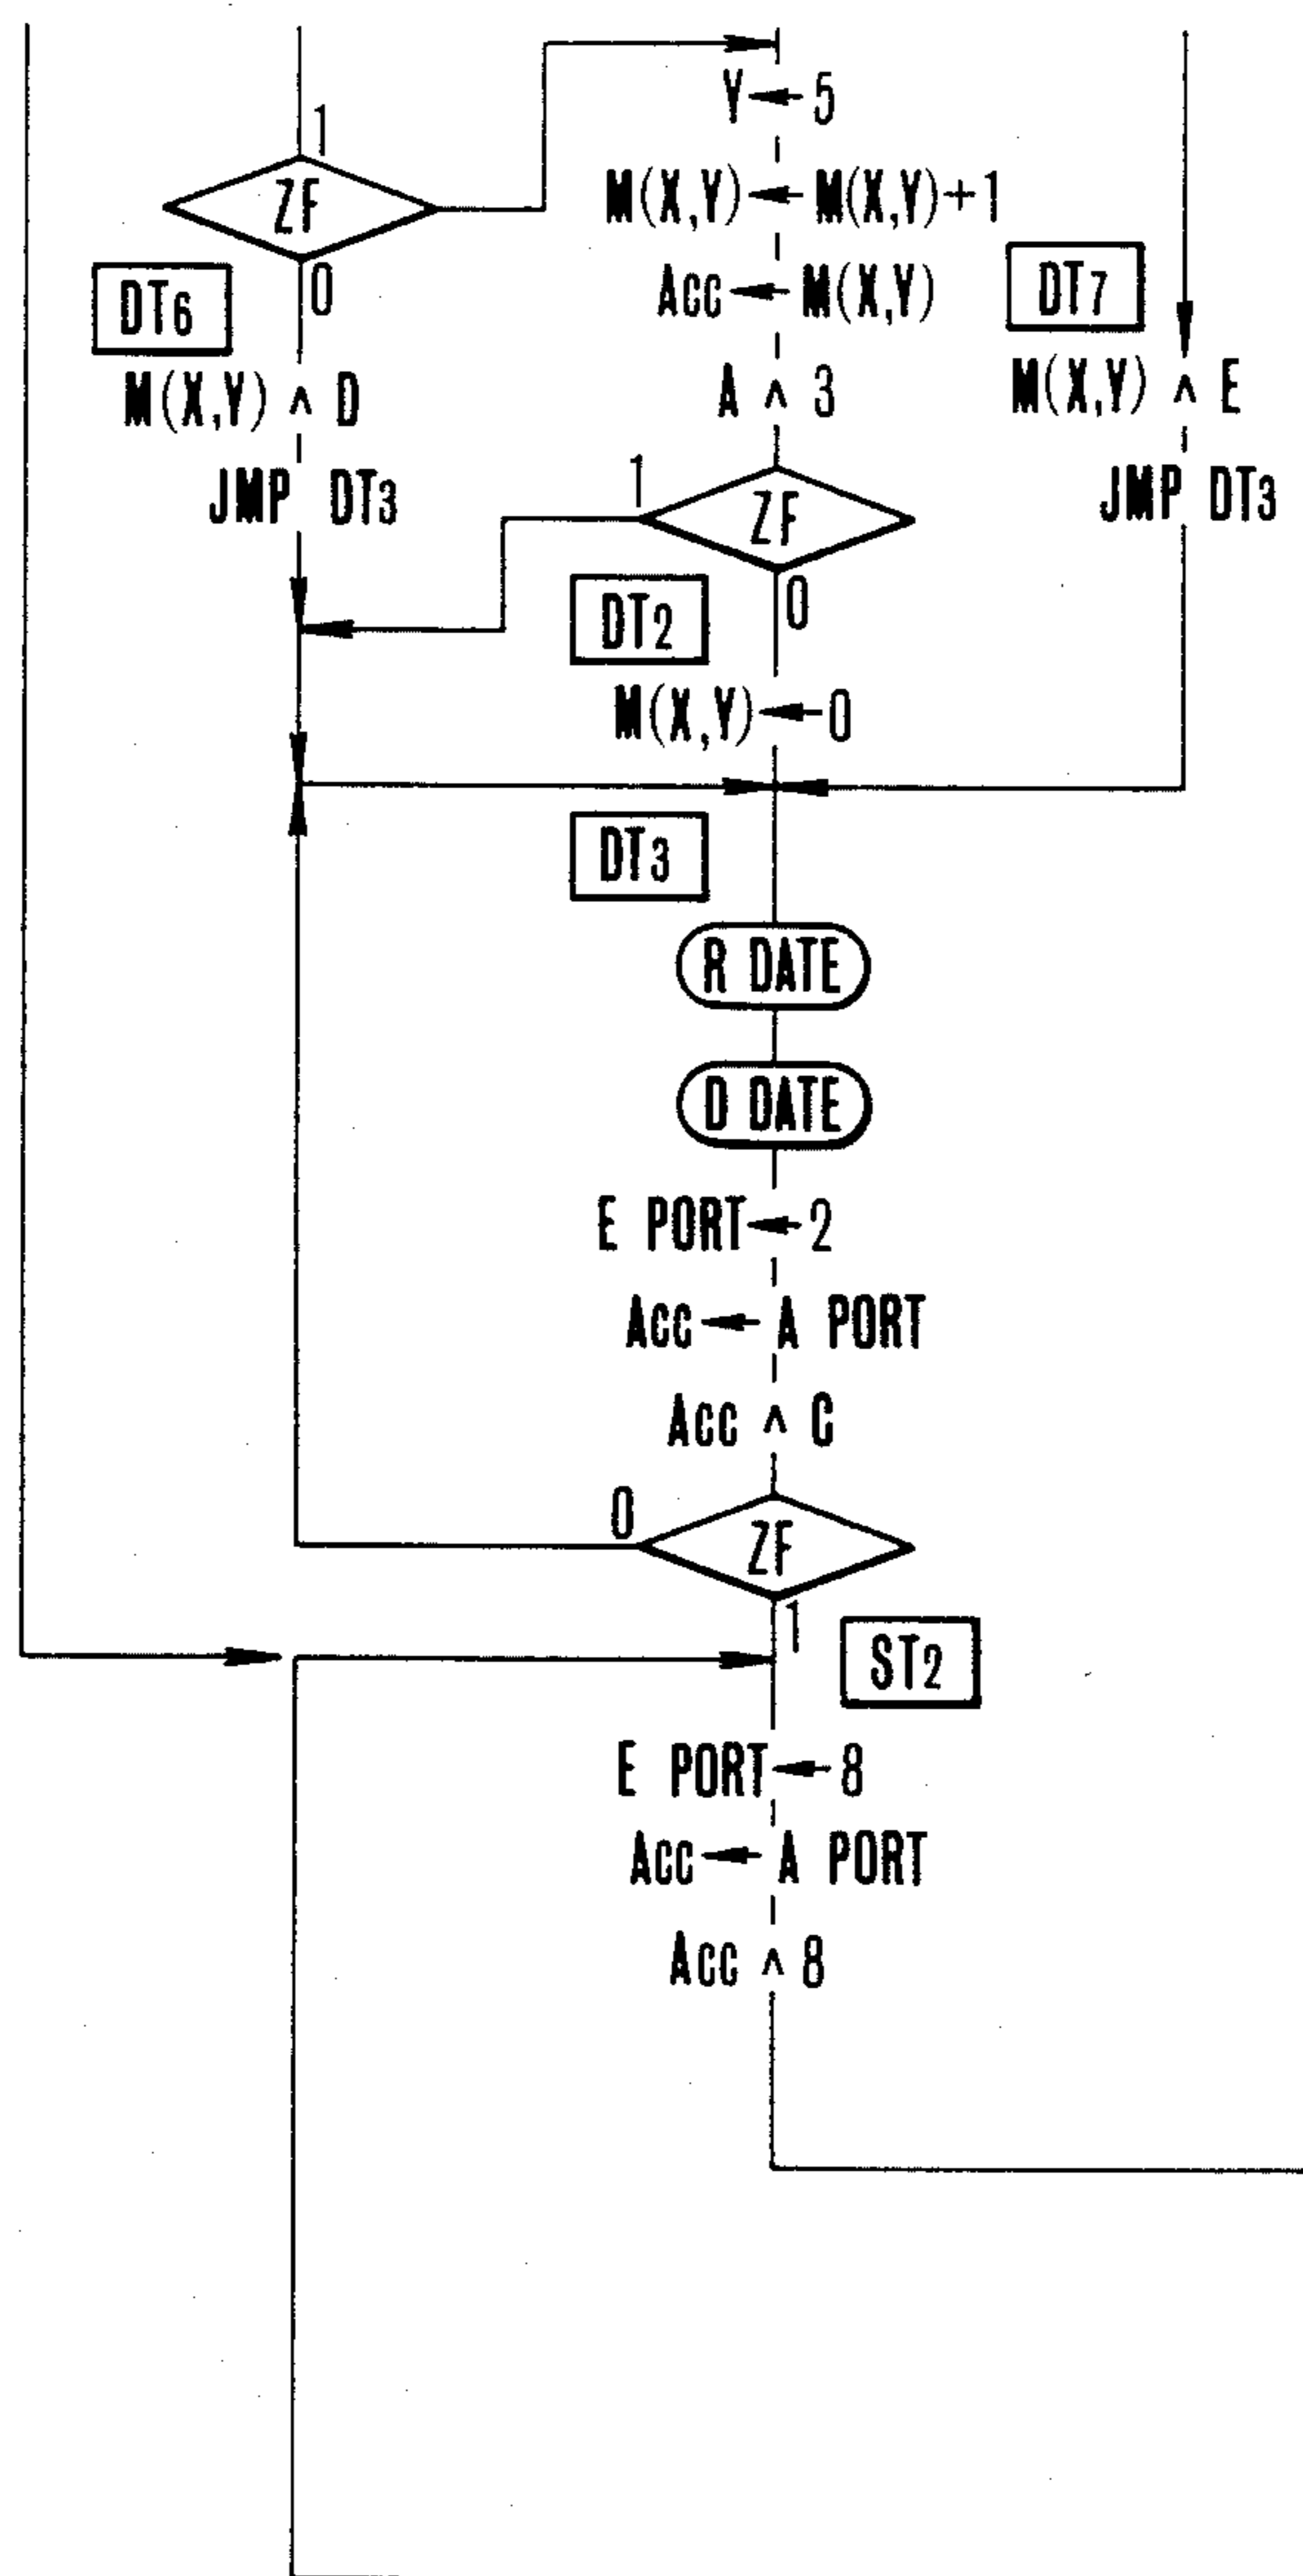 1
ZF
0
DT6
M(X,Y) ∧ D
JMP DT3
Y ← 5
M(X,Y) ← M(X,Y)+1
Acc ← M(X,Y)
A ∧ 3
1
ZF
0
DT2
M(X,Y) ← 0
DT7
M(X,Y) ∧ E
JMP DT3
DT3
R DATE
D DATE
E PORT ← 2
Acc ← A PORT
Acc ∧ C
0
ZF
1
ST2
E PORT ← 8
Acc ← A PORT
Acc ∧ 8